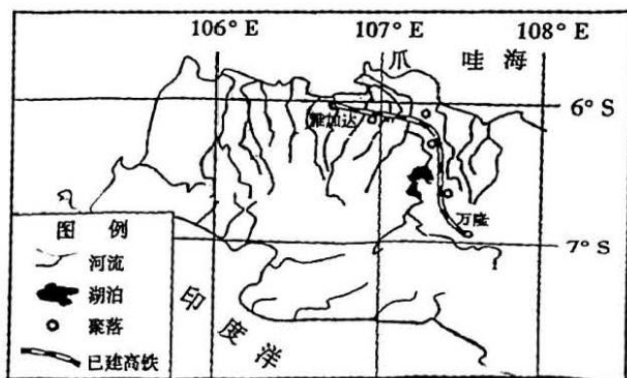 106° E
107° E
108° E
爪 哇 海
6° S
雅加达
万隆
7° S
图 例
河流
湖泊
聚落
已建高铁
印 度 洋